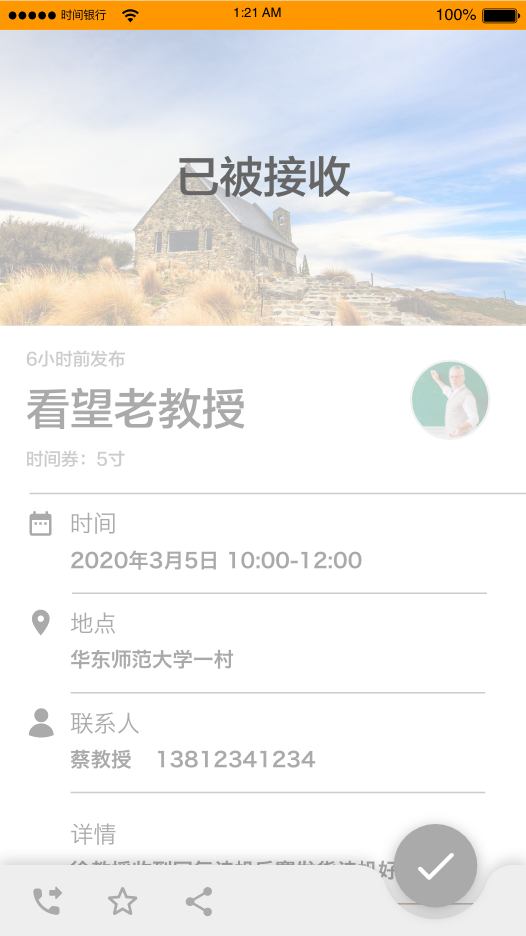 时间银行
1:21 AM
100%
已被接收
6小时前发布
看望老教授
时间券：5寸
时间
2020年3月5日 10:00-12:00
地点
华东师范大学一村
联系人
蔡教授 13812341234
详情